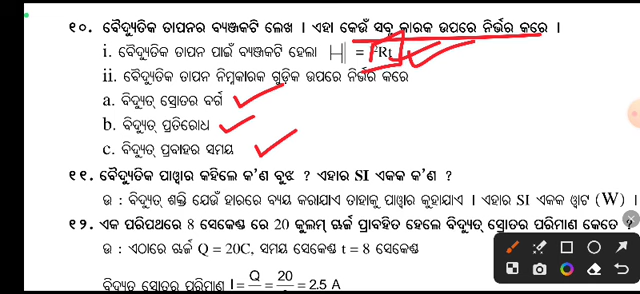 ୧୦. ବୈଦ୍ୟୁତିକ ତାପନର ବ୍ୟଞ୍ଜକଟି ଲେଖ । ଏହା କେଉଁ ସବୁ କାରକ ଉପରେ ନିର୍ଭର କରେ ।
i. ବୈଦ୍ୟୁତିକ ତାପନ ପାଇଁ ବ୍ୟଞ୍ଜକଟି ହେଲା H = I²Rt
ii. ବୈଦ୍ୟୁତିକ ତାପନ ନିମ୍ନକାରକ ଗୁଡ଼ିକ ଉପରେ ନିର୍ଭର କରେ
a. ବିଦ୍ୟୁତ୍ ସ୍ରୋତର ବର୍ଗ
b. ବିଦ୍ୟୁତ୍ ପ୍ରତିରୋଧ
c. ବିଦ୍ୟୁତ୍ ପ୍ରବାହର ସମୟ
୧୧. ବୈଦ୍ୟୁତିକ ପାୱାର କହିଲେ କ'ଣ ବୁଝ ? ଏହାର SI ଏକକ କ'ଣ ?
ଉ : ବିଦ୍ୟୁତ୍ ଶକ୍ତି ଯେଉଁ ହାରରେ ବ୍ୟୟ କରାଯାଏ ତାହାକୁ ପାୱାର କୁହାଯାଏ । ଏହାର SI ଏକକ ୱାଟ (W) ।
୧୨. ଏକ ପରିପଥରେ 8 ସେକେଣ୍ଡ ରେ 20 କୁଲମ୍ ଚାର୍ଜ ପ୍ରବାହିତ ହେଲେ ବିଦ୍ୟୁତ୍ ସ୍ରୋତର ପରିମାଣ କେତେ ?
ଉ : ଏଠାରେ ଚାର୍ଜ Q = 20C, ସମୟ ସେକେଣ୍ଡ t = 8 ସେକେଣ୍ଡ
ବିଦ୍ୟୁତ ସ୍ରୋତର ପରିମାଣ I = Q = 20 = 2.5 A